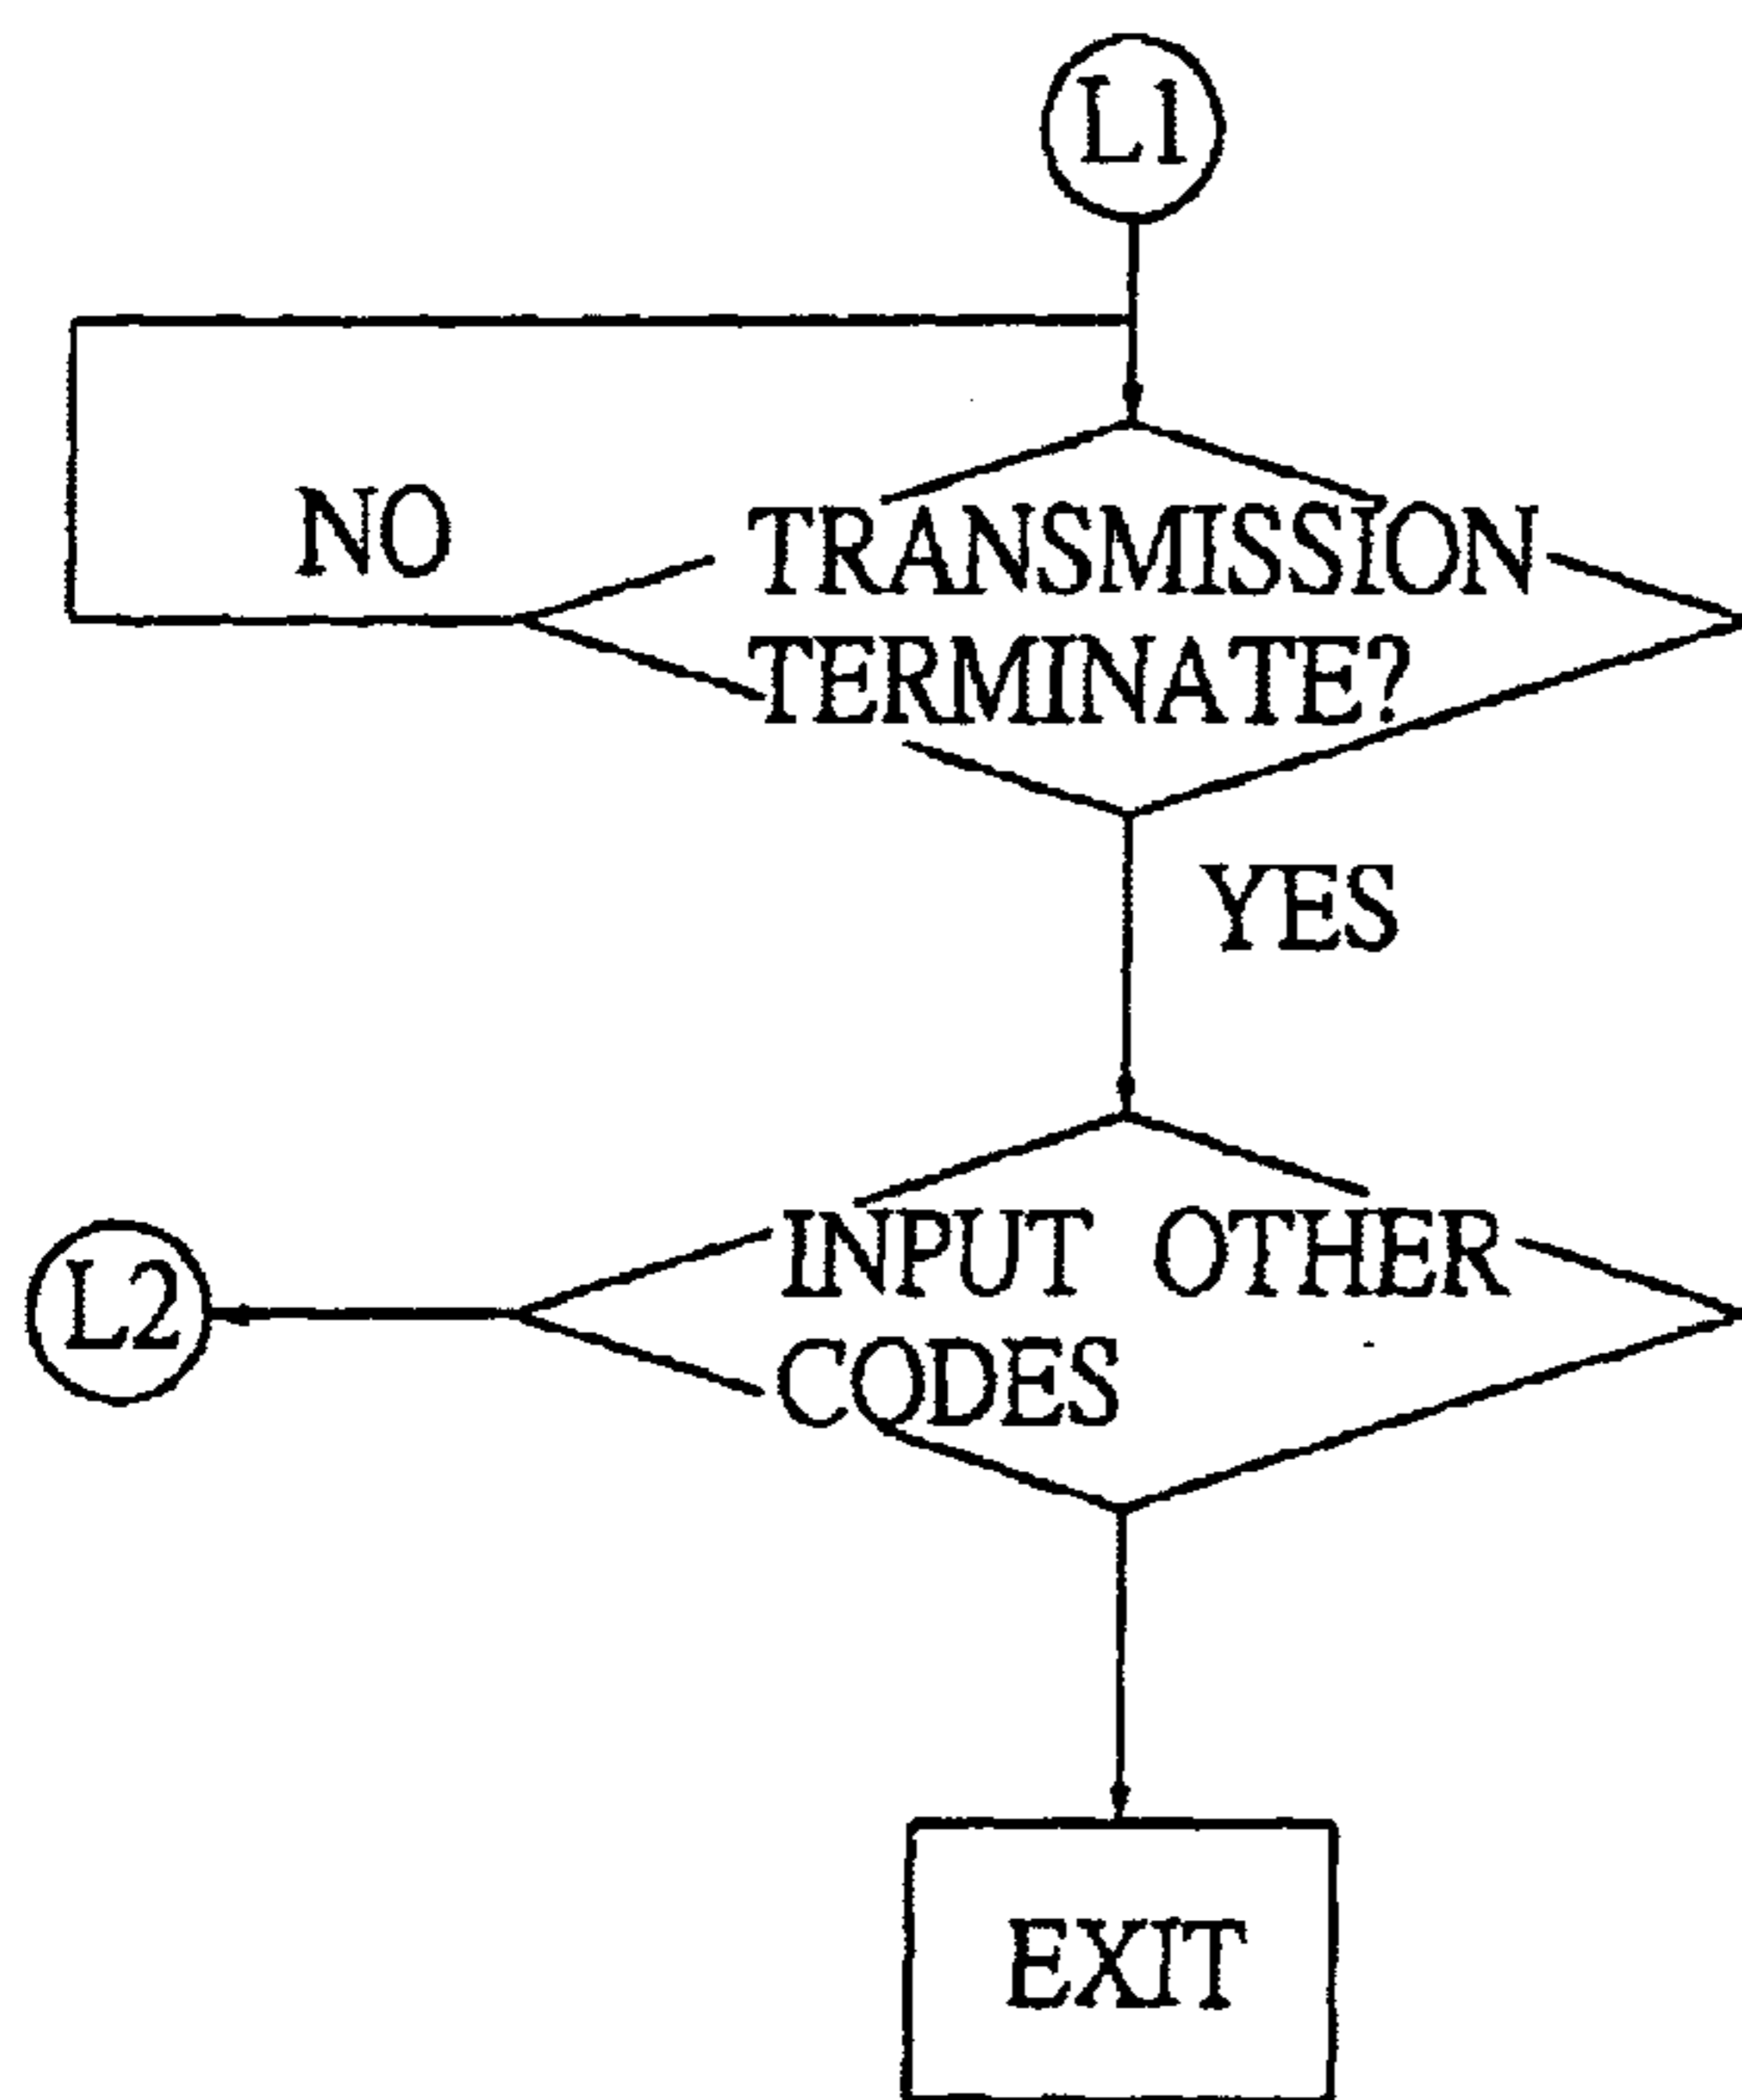 L1
NO
TRANSMISSION
TERMINATE?
YES
INPUT OTHER
CODES
L2
EXIT